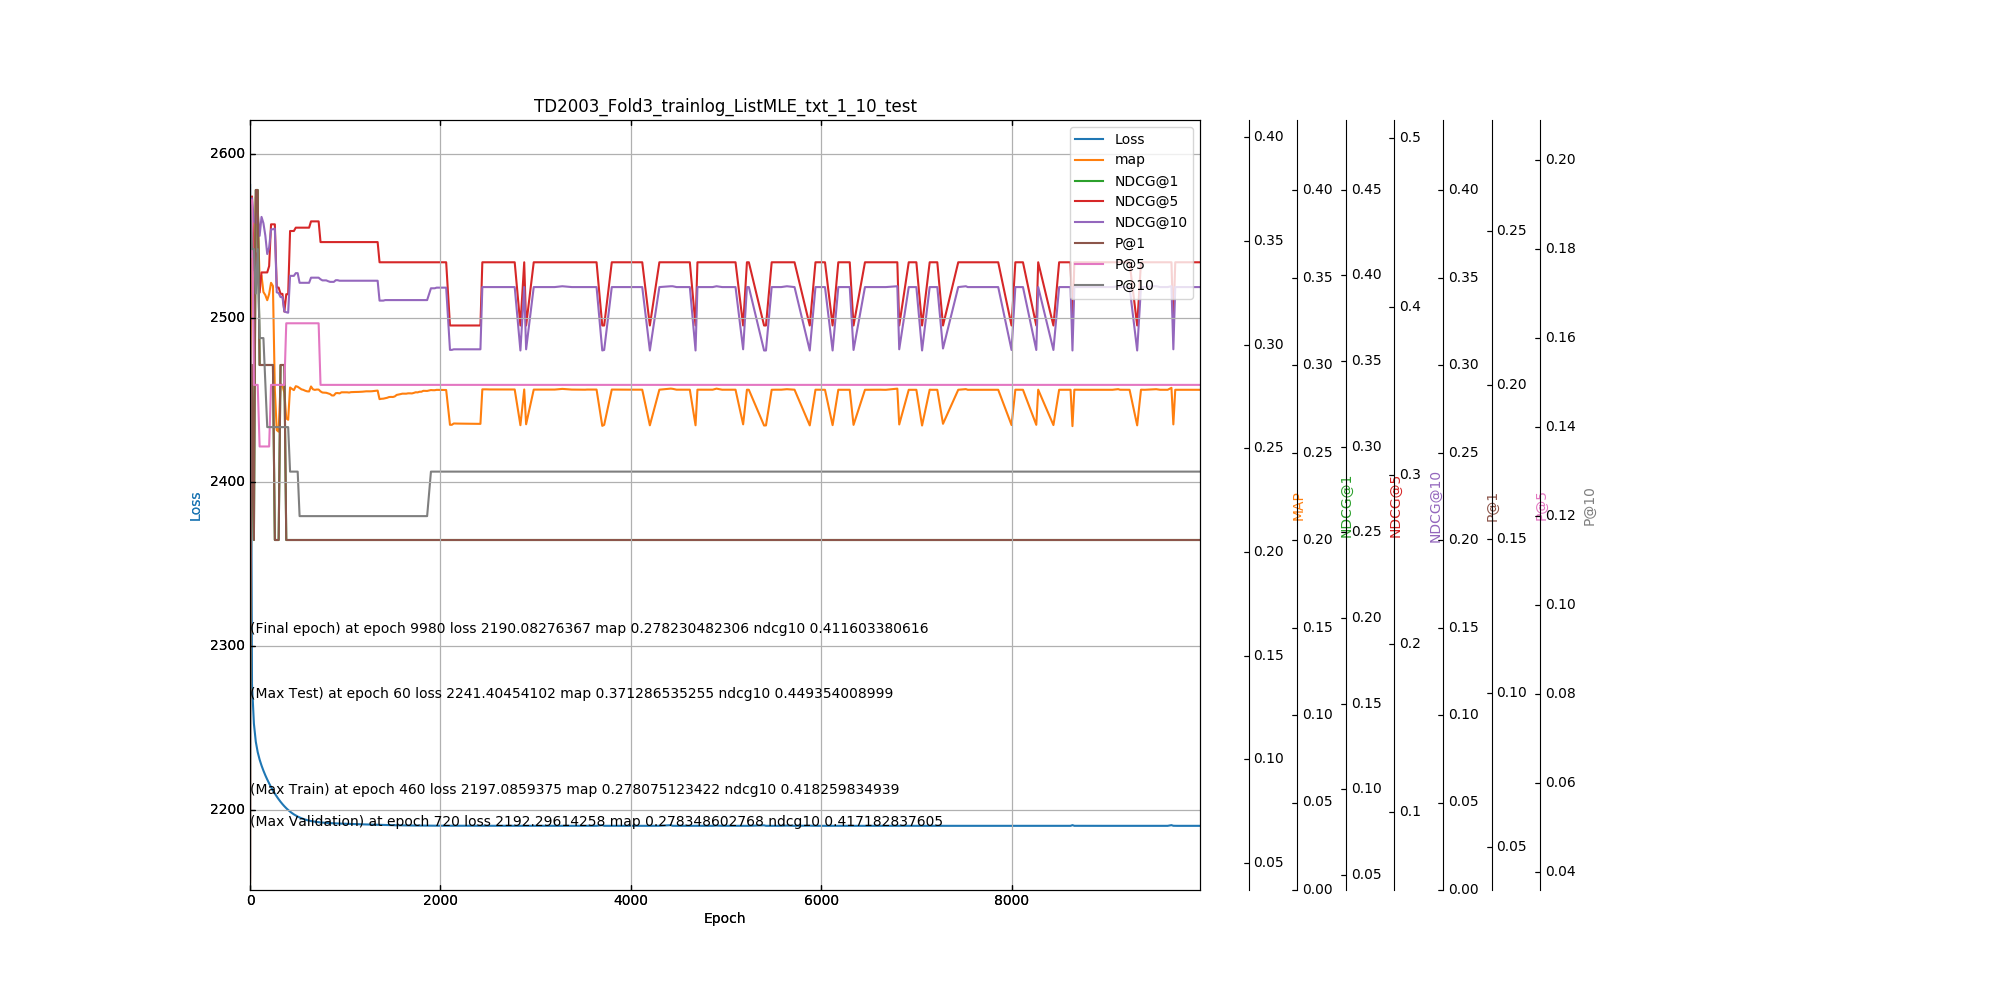 TD2003_Fold3_trainlog_ListMLE_txt_1_10_test
Loss
map
NDCG@1
NDCG@5
NDCG@10
P@1
P@5
P@10
2600
2500
2400
2300
2200
Loss
(Final epoch) at epoch 9980 loss 2190.08276367 map 0.278230482306 ndcg10 0.411603380616
(Max Test) at epoch 60 loss 2241.40454102 map 0.371286535255 ndcg10 0.449354008999
(Max Train) at epoch 460 loss 2197.0859375 map 0.278075123422 ndcg10 0.418259834939
(Max Validation) at epoch 720 loss 2192.29614258 map 0.278348602768 ndcg10 0.417182837605
0 2000 4000 6000 8000
Epoch
0.40
0.35
0.30
0.25
0.20
0.15
0.10
0.05
MAP
0.40
0.35
0.30
0.25
0.20
0.15
0.10
0.05
0.00
NDCG@1
0.45
0.40
0.35
0.30
0.25
0.20
0.15
0.10
0.05
NDCG@5
0.5
0.4
0.3
0.2
0.1
NDCG@10
0.40
0.35
0.30
0.25
0.20
0.15
0.10
0.05
0.00
P@1
0.25
0.20
0.15
0.10
0.05
P@5
0.20
0.18
0.16
0.14
0.12
0.10
0.08
0.06
0.04
P@10